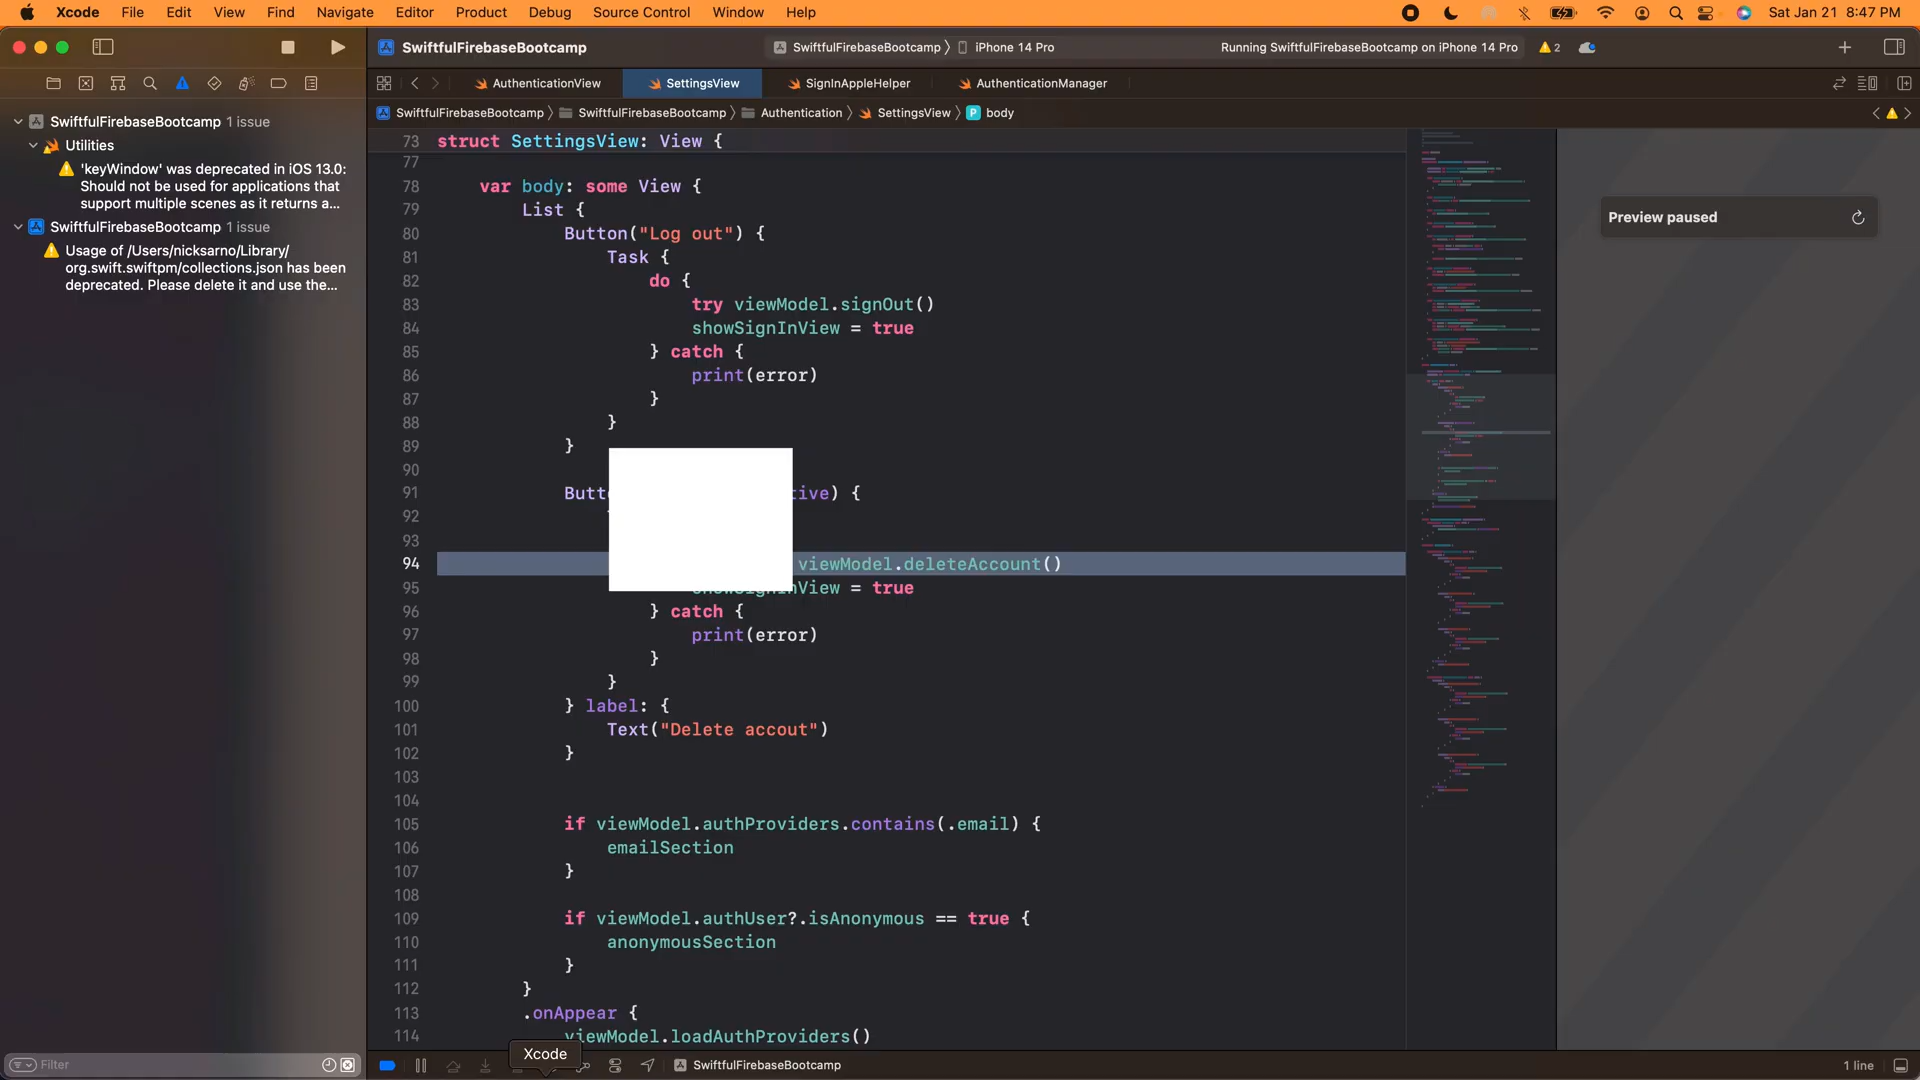 Xcode File Edit View Find Navigate Editor Product Debug Source Control Window Help Sat Jan 21 8:47 PM
SwiftfulFirebaseBootcamp
SwiftfulFirebaseBootcamp 〉 iPhone 14 Pro
Running SwiftfulFirebaseBootcamp on iPhone 14 Pro 2
AuthenticationView SettingsView SignInAppleHelper AuthenticationManager
SwiftfulFirebaseBootcamp 〉 SwiftfulFirebaseBootcamp 〉 Authentication 〉 SettingsView 〉 P body
SwiftfulFirebaseBootcamp 1 issue
Utilities
'keyWindow' was deprecated in iOS 13.0:
Should not be used for applications that
support multiple scenes as it returns a...
SwiftfulFirebaseBootcamp 1 issue
Usage of /Users/nicksarno/Library/
org.swift.swiftpm/collections.json has been
deprecated. Please delete it and use the...
Filter
73 struct SettingsView: View {
77
78 var body: some View {
79 List {
80 Button("Log out") {
81 Task {
82 do {
83 try viewModel.signOut()
84 showSignInView = true
85 } catch {
86 print(error)
87 }
88 }
89 }
90
91 Butt tive) {
92
93
94 viewModel.deleteAccount()
95 showSignInView = true
96 } catch {
97 print(error)
98 }
99 }
100 } label: {
101 Text("Delete accout")
102 }
103
104
105 if viewModel.authProviders.contains(.email) {
106 emailSection
107 }
108
109 if viewModel.authUser?.isAnonymous == true {
110 anonymousSection
111 }
112 }
113 .onAppear {
114 viewModel.loadAuthProviders()
Preview paused
Xcode
SwiftfulFirebaseBootcamp
1 line